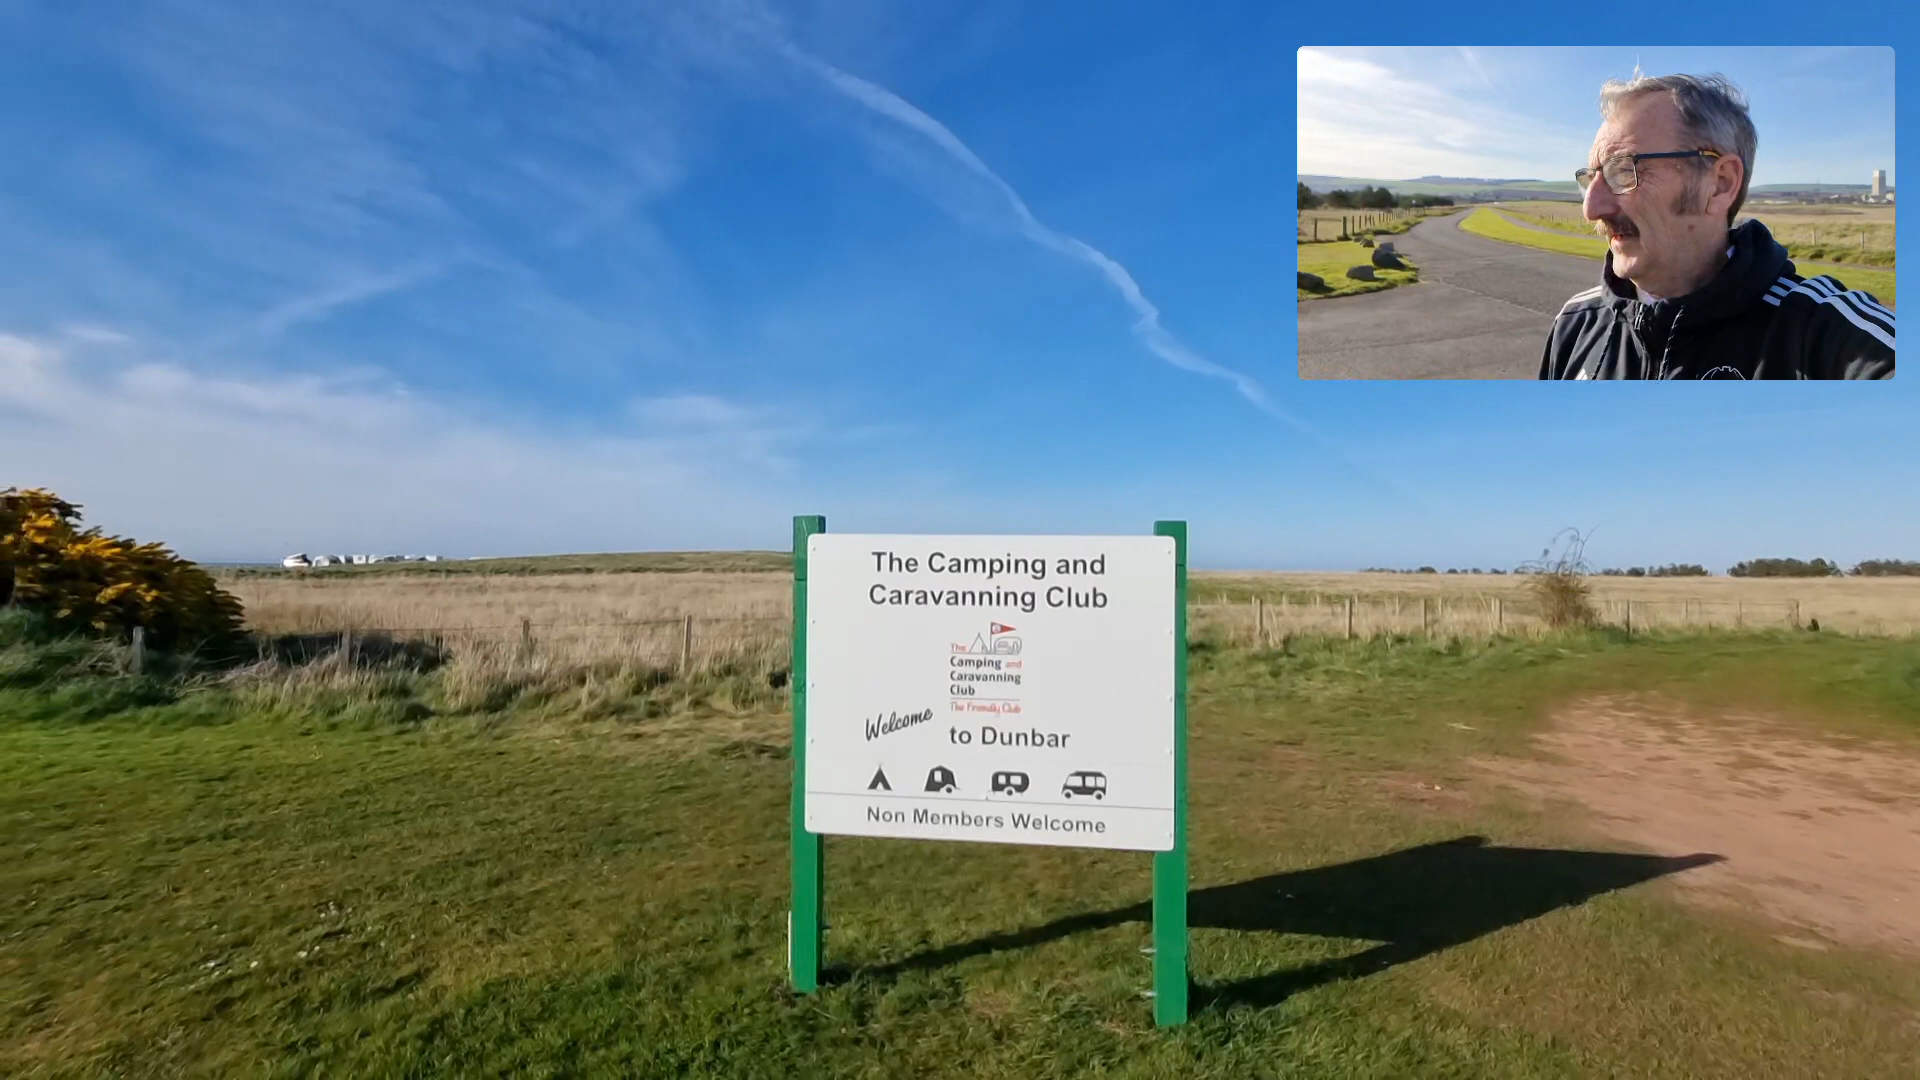 The Camping and
Caravanning Club
The
Camping and
Caravanning
Club
The Friendly Club
Welcome to Dunbar
Non Members Welcome